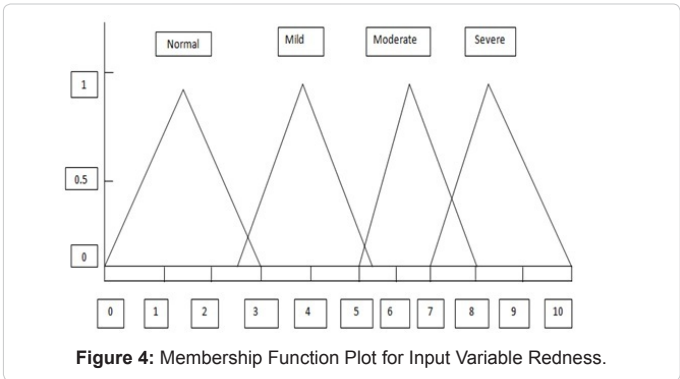 Normal Mild Moderate Severe
1
0.5
0
0 1 2 3 4 5 6 7 8 9 10
Figure 4: Membership Function Plot for Input Variable Redness.